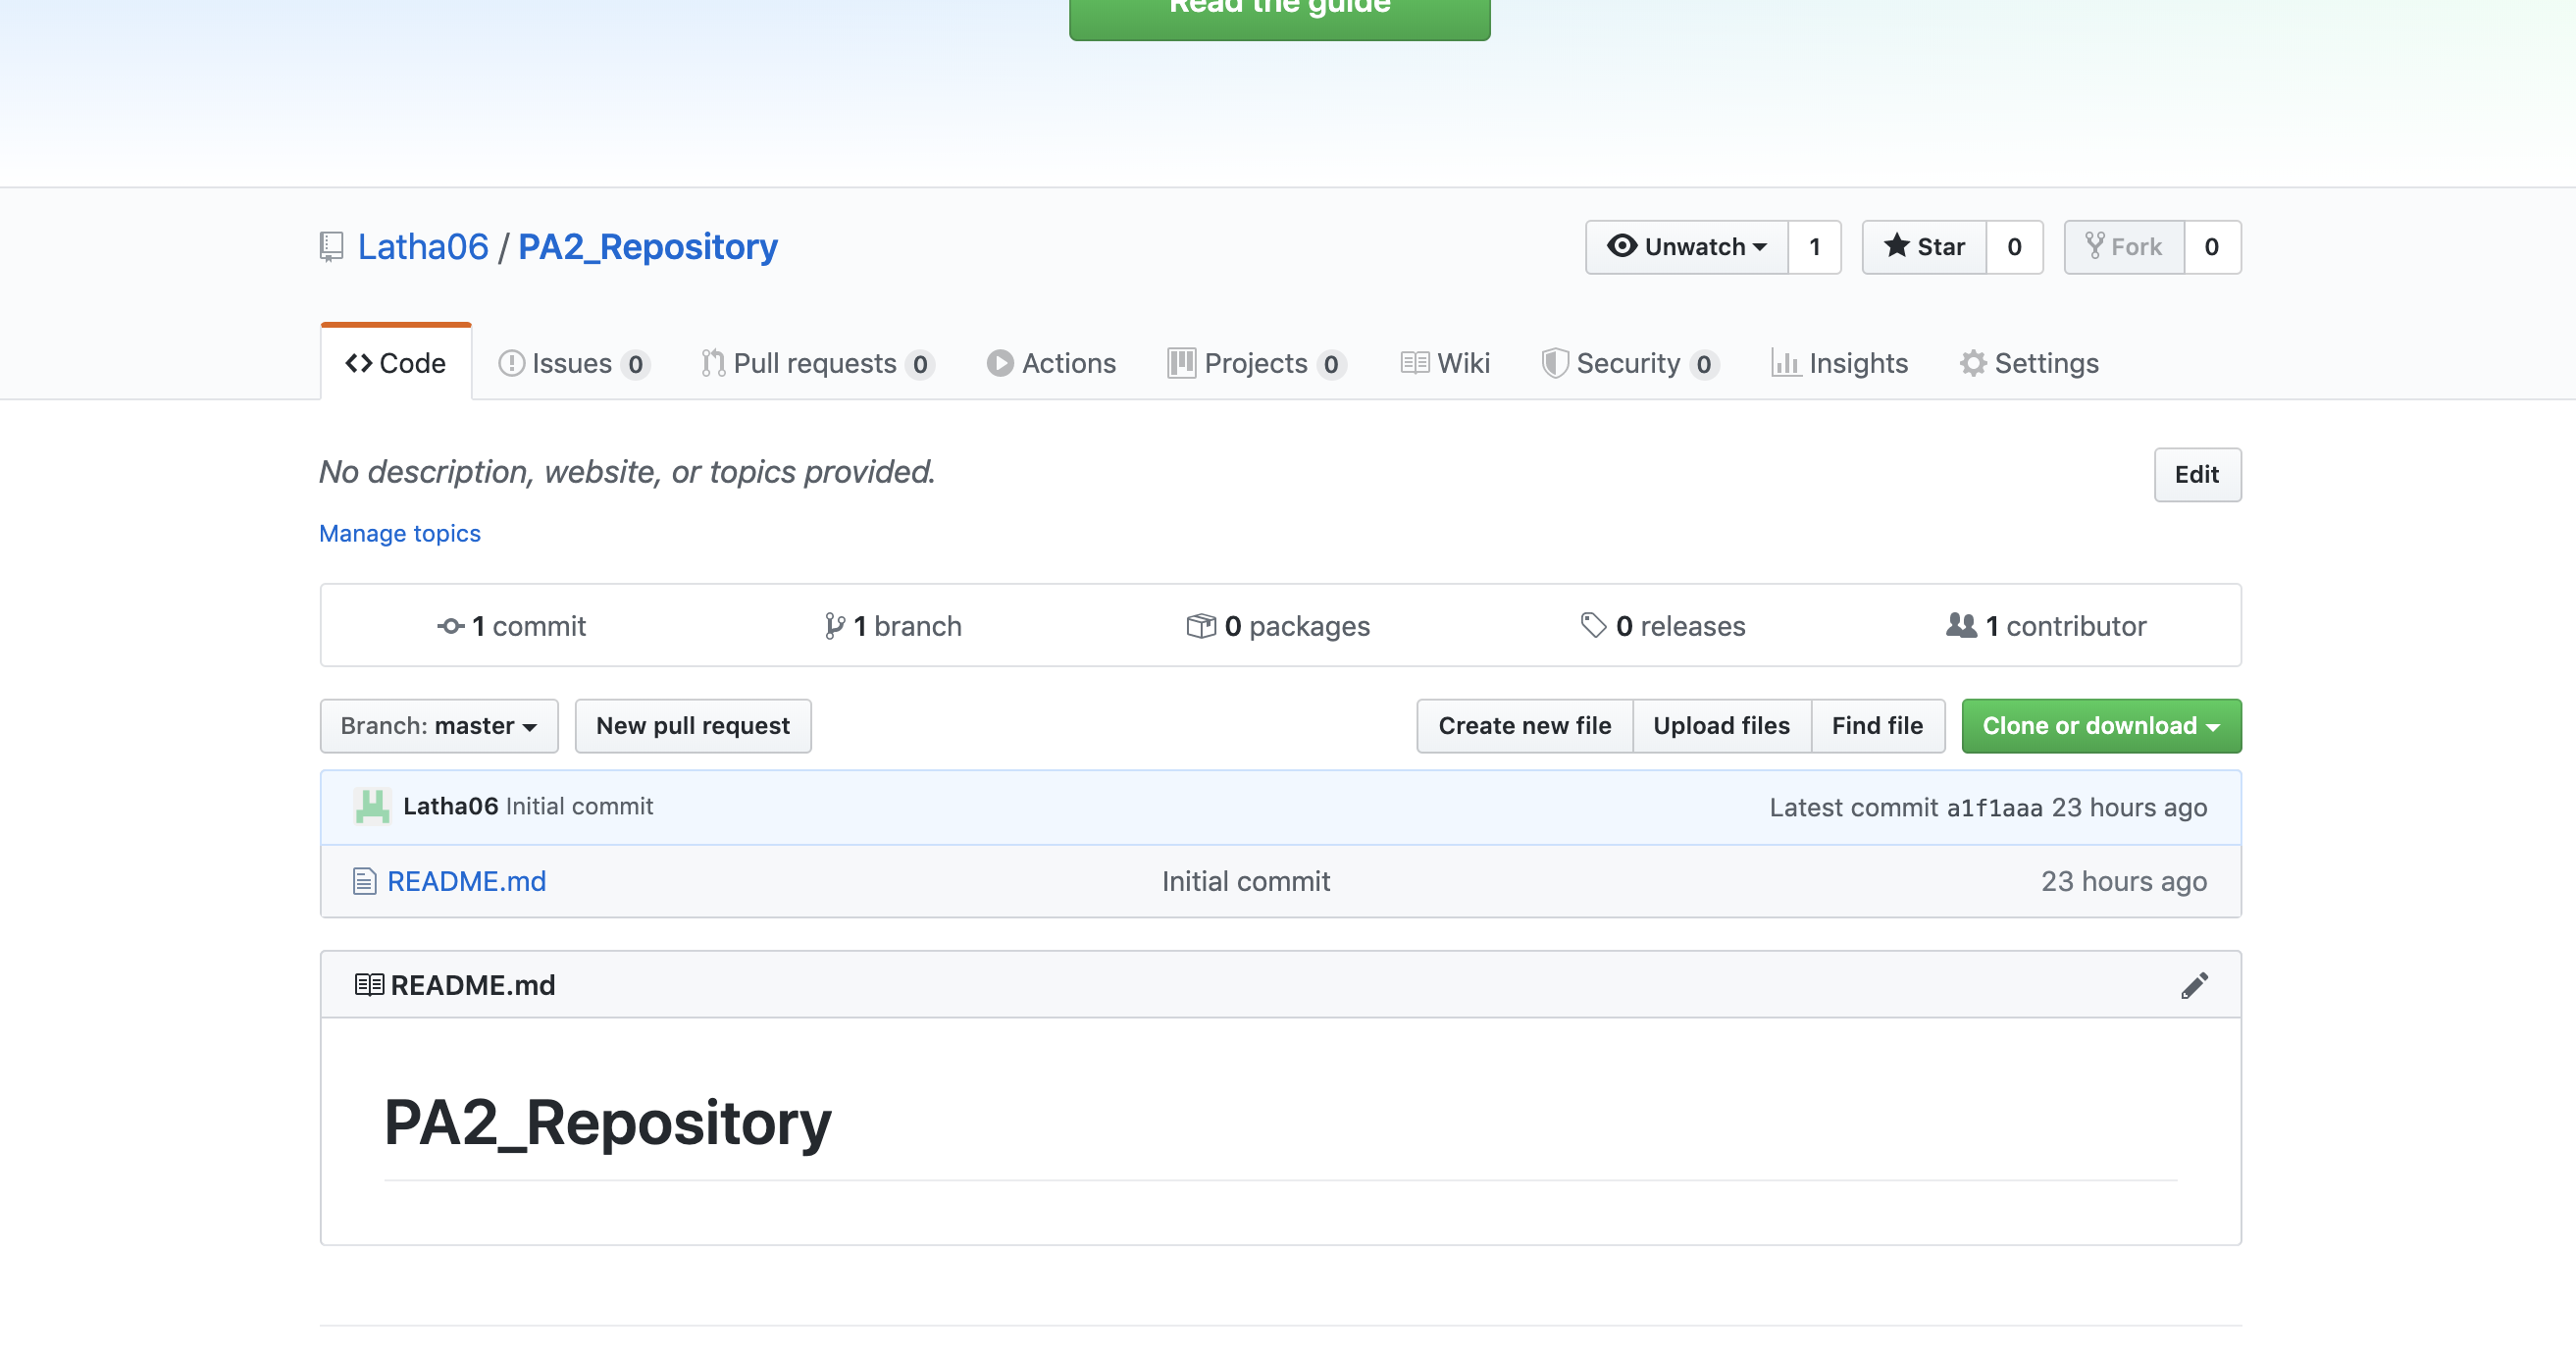 Read the guide
Latha06 / PA2_Repository
Unwatch 1 Star 0 Fork 0
Code Issues 0 Pull requests 0 Actions Projects 0 Wiki Security 0 Insights Settings
No description, website, or topics provided.
Edit
Manage topics
1 commit 1 branch 0 packages 0 releases 1 contributor
Branch: master New pull request Create new file Upload files Find file Clone or download
Latha06 Initial commit Latest commit a1f1aaa 23 hours ago
README.md Initial commit 23 hours ago
README.md
PA2_Repository